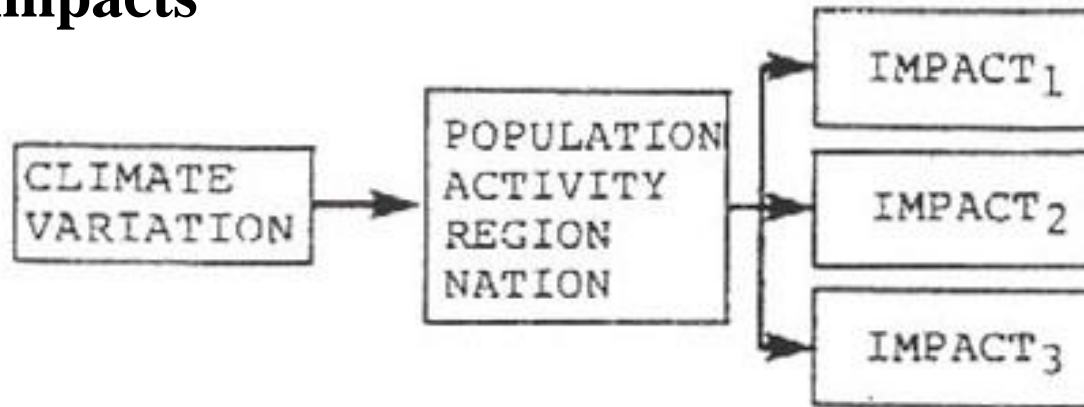 impacts
CLIMATE
VARIATION
POPULATION
ACTIVITY
REGION
NATION
IMPACT1
IMPACT2
IMPACT3